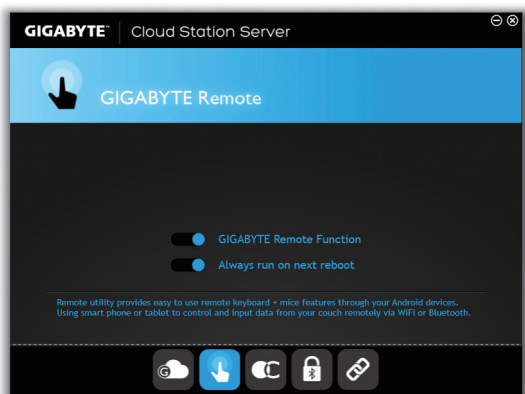 GIGABYTE™ Cloud Station Server
GIGABYTE Remote
GIGABYTE Remote Function
Always run on next reboot
Remote utility provides easy to use remote keyboard + mice features through your Android devices.
Using smart phone or tablet to control and input data from your couch remotely via WiFi or Bluetooth.
G